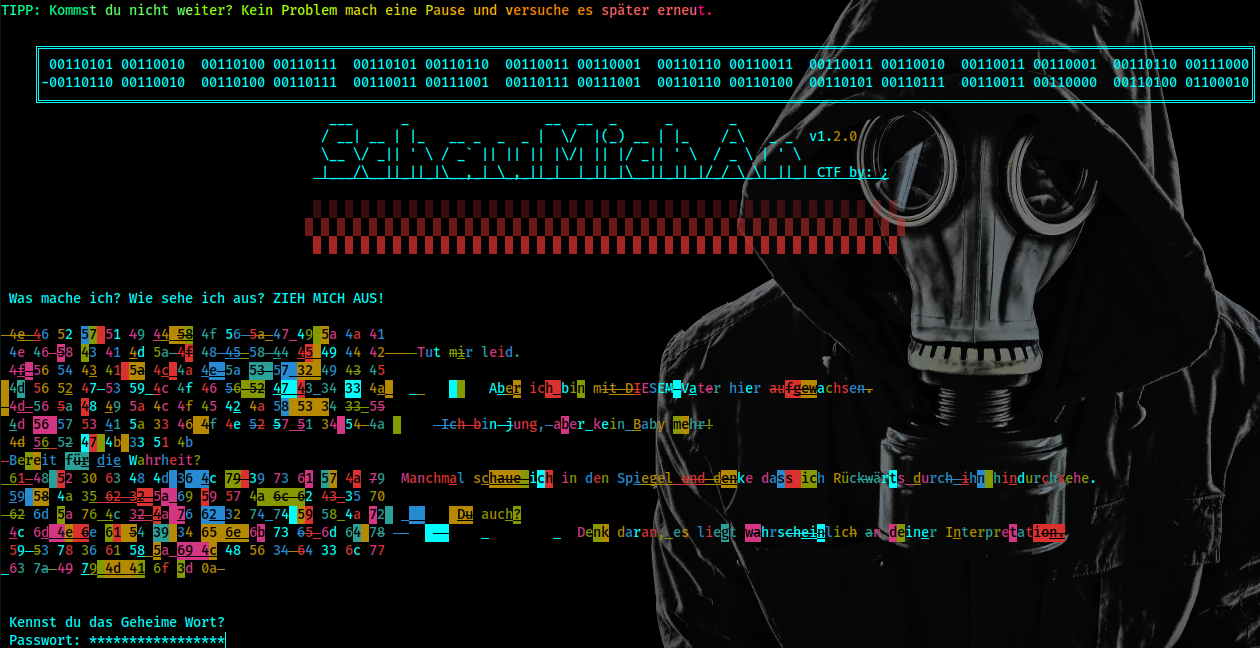 TIPP: Kommst du nicht weiter? Kein Problem mach eine Pause und versuche es später erneut.
00110101 00110010 00110100 00110111 00110101 00110110 00110011 00110001 00110110 00110011 00110011 00110010 00110011 00110001 00110110 00111000
-00110110 00110010 00110100 00110111 00110011 00111001 00110111 00111001 00110110 00110100 00110101 00110111 00110011 00110000 00110100 01100010
SchauMichAn v1.2.0
CTF by: ;
Was mache ich? Wie sehe ich aus? ZIEH MICH AUS!
4e 46 52 57 51 49 44 58 4f 56 5a 47 49 5a 4a 41
4e 46 58 43 41 4d 5a 4f 48 45 58 44 45 49 44 42 Tut mir leid.
4f 56 54 43 41 5a 4c 4a 4e 5a 53 57 32 49 43 45
4d 56 52 47 53 59 4c 4f 46 56 52 47 43 34 33 4a Aber ich bin mit DIESEM Vater hier aufgewachsen.
4d 56 5a 48 49 5a 4c 4f 45 42 4a 58 53 34 33 55
4d 56 57 53 41 5a 33 46 4f 4e 52 57 51 34 54 4a Ich bin jung, aber kein Baby mehr!
4d 56 52 47 4b 33 51 4b
Bereit für die Wahrheit?
61 48 52 30 63 48 4d 36 4c 79 39 73 61 57 4a 79 Manchmal schaue ich in den Spiegel und denke dass ich Rückwärts durch ihn hindurchsehe.
59 58 4a 35 62 32 5a 69 59 57 4a 6c 62 43 35 70
62 6d 5a 76 4c 32 4a 76 62 32 74 74 59 58 4a 72 Du auch?
4c 6d 4e 6e 61 54 39 34 65 6e 6b 73 65 6d 64 78 Denk daran, es liegt wahrscheinlich an deiner Interpretation.
59 53 78 36 61 58 5a 69 4c 48 56 34 64 33 6c 77
63 7a 49 79 4d 41 6f 3d 0a
Kennst du das Geheime Wort?
Passwort: *****************